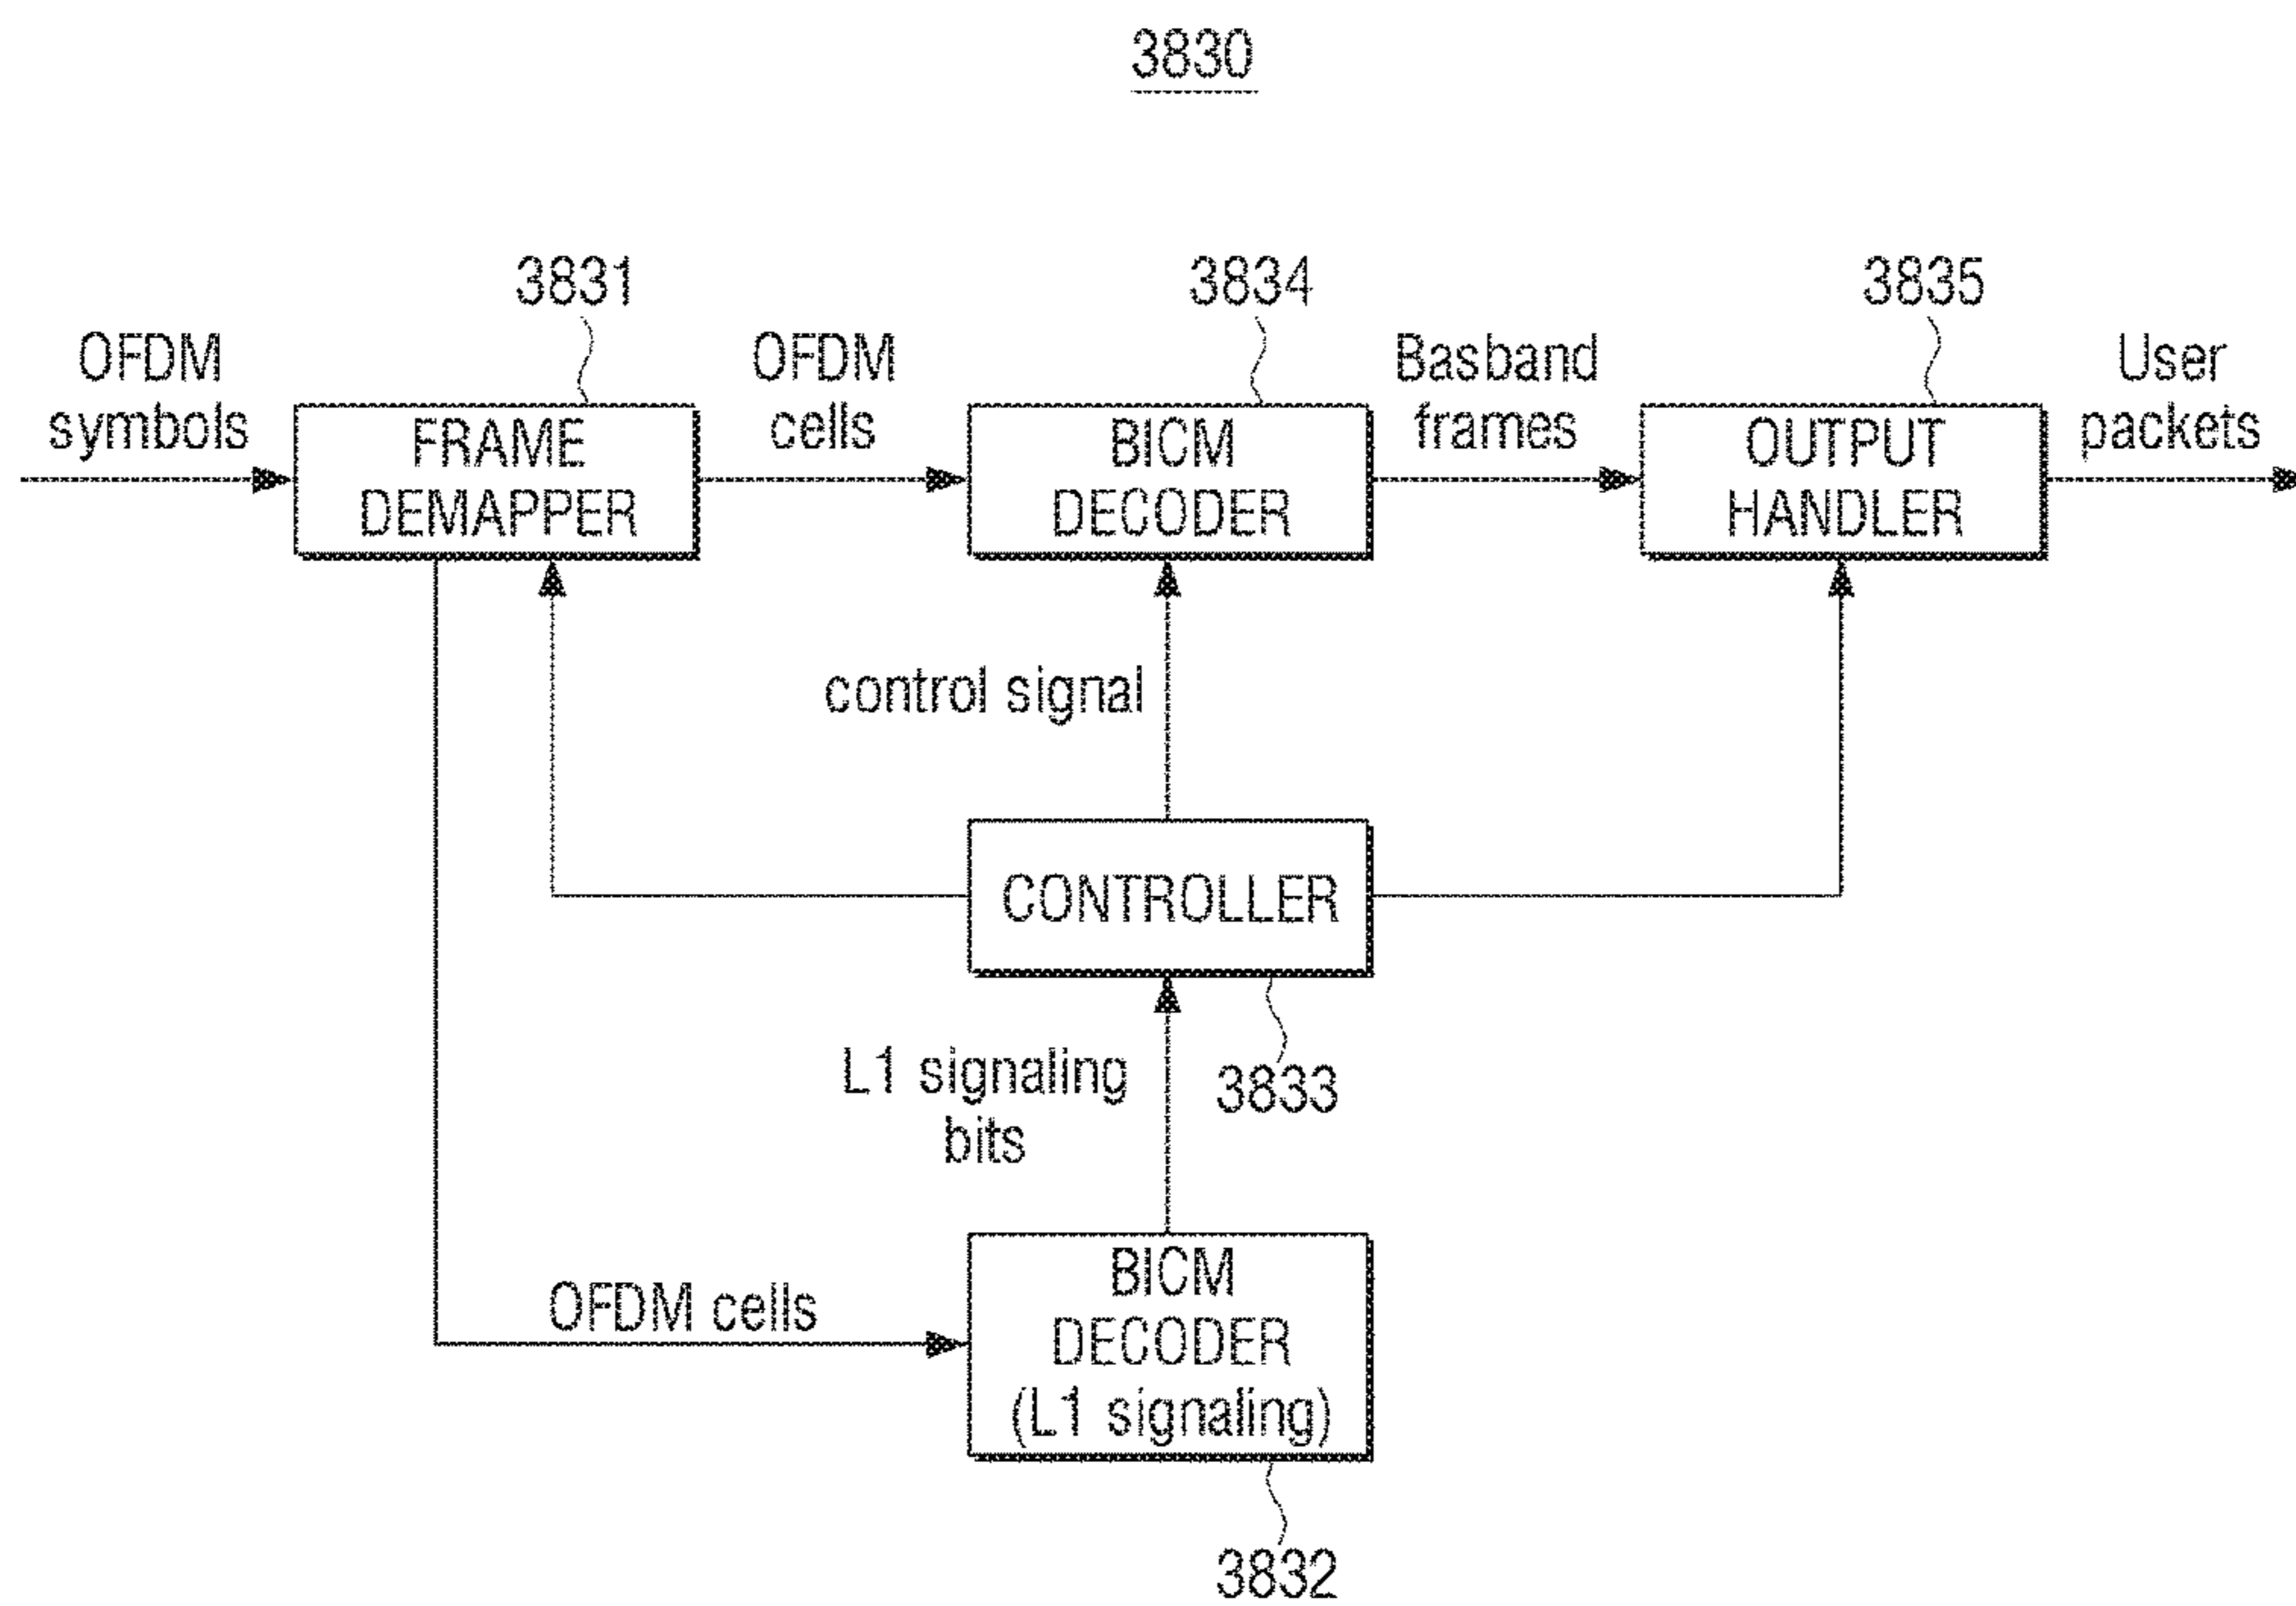 3830
3831
3834
3835
OFDM
symbols
OFDM
cells
Basband
frames
User
packets
FRAME
DEMAPPER
BICM
DECODER
OUTPUT
HANDLER
control signal
CONTROLLER
3833
L1 signaling
bits
OFDM cells
BICM
DECODER
(L1 signaling)
3832